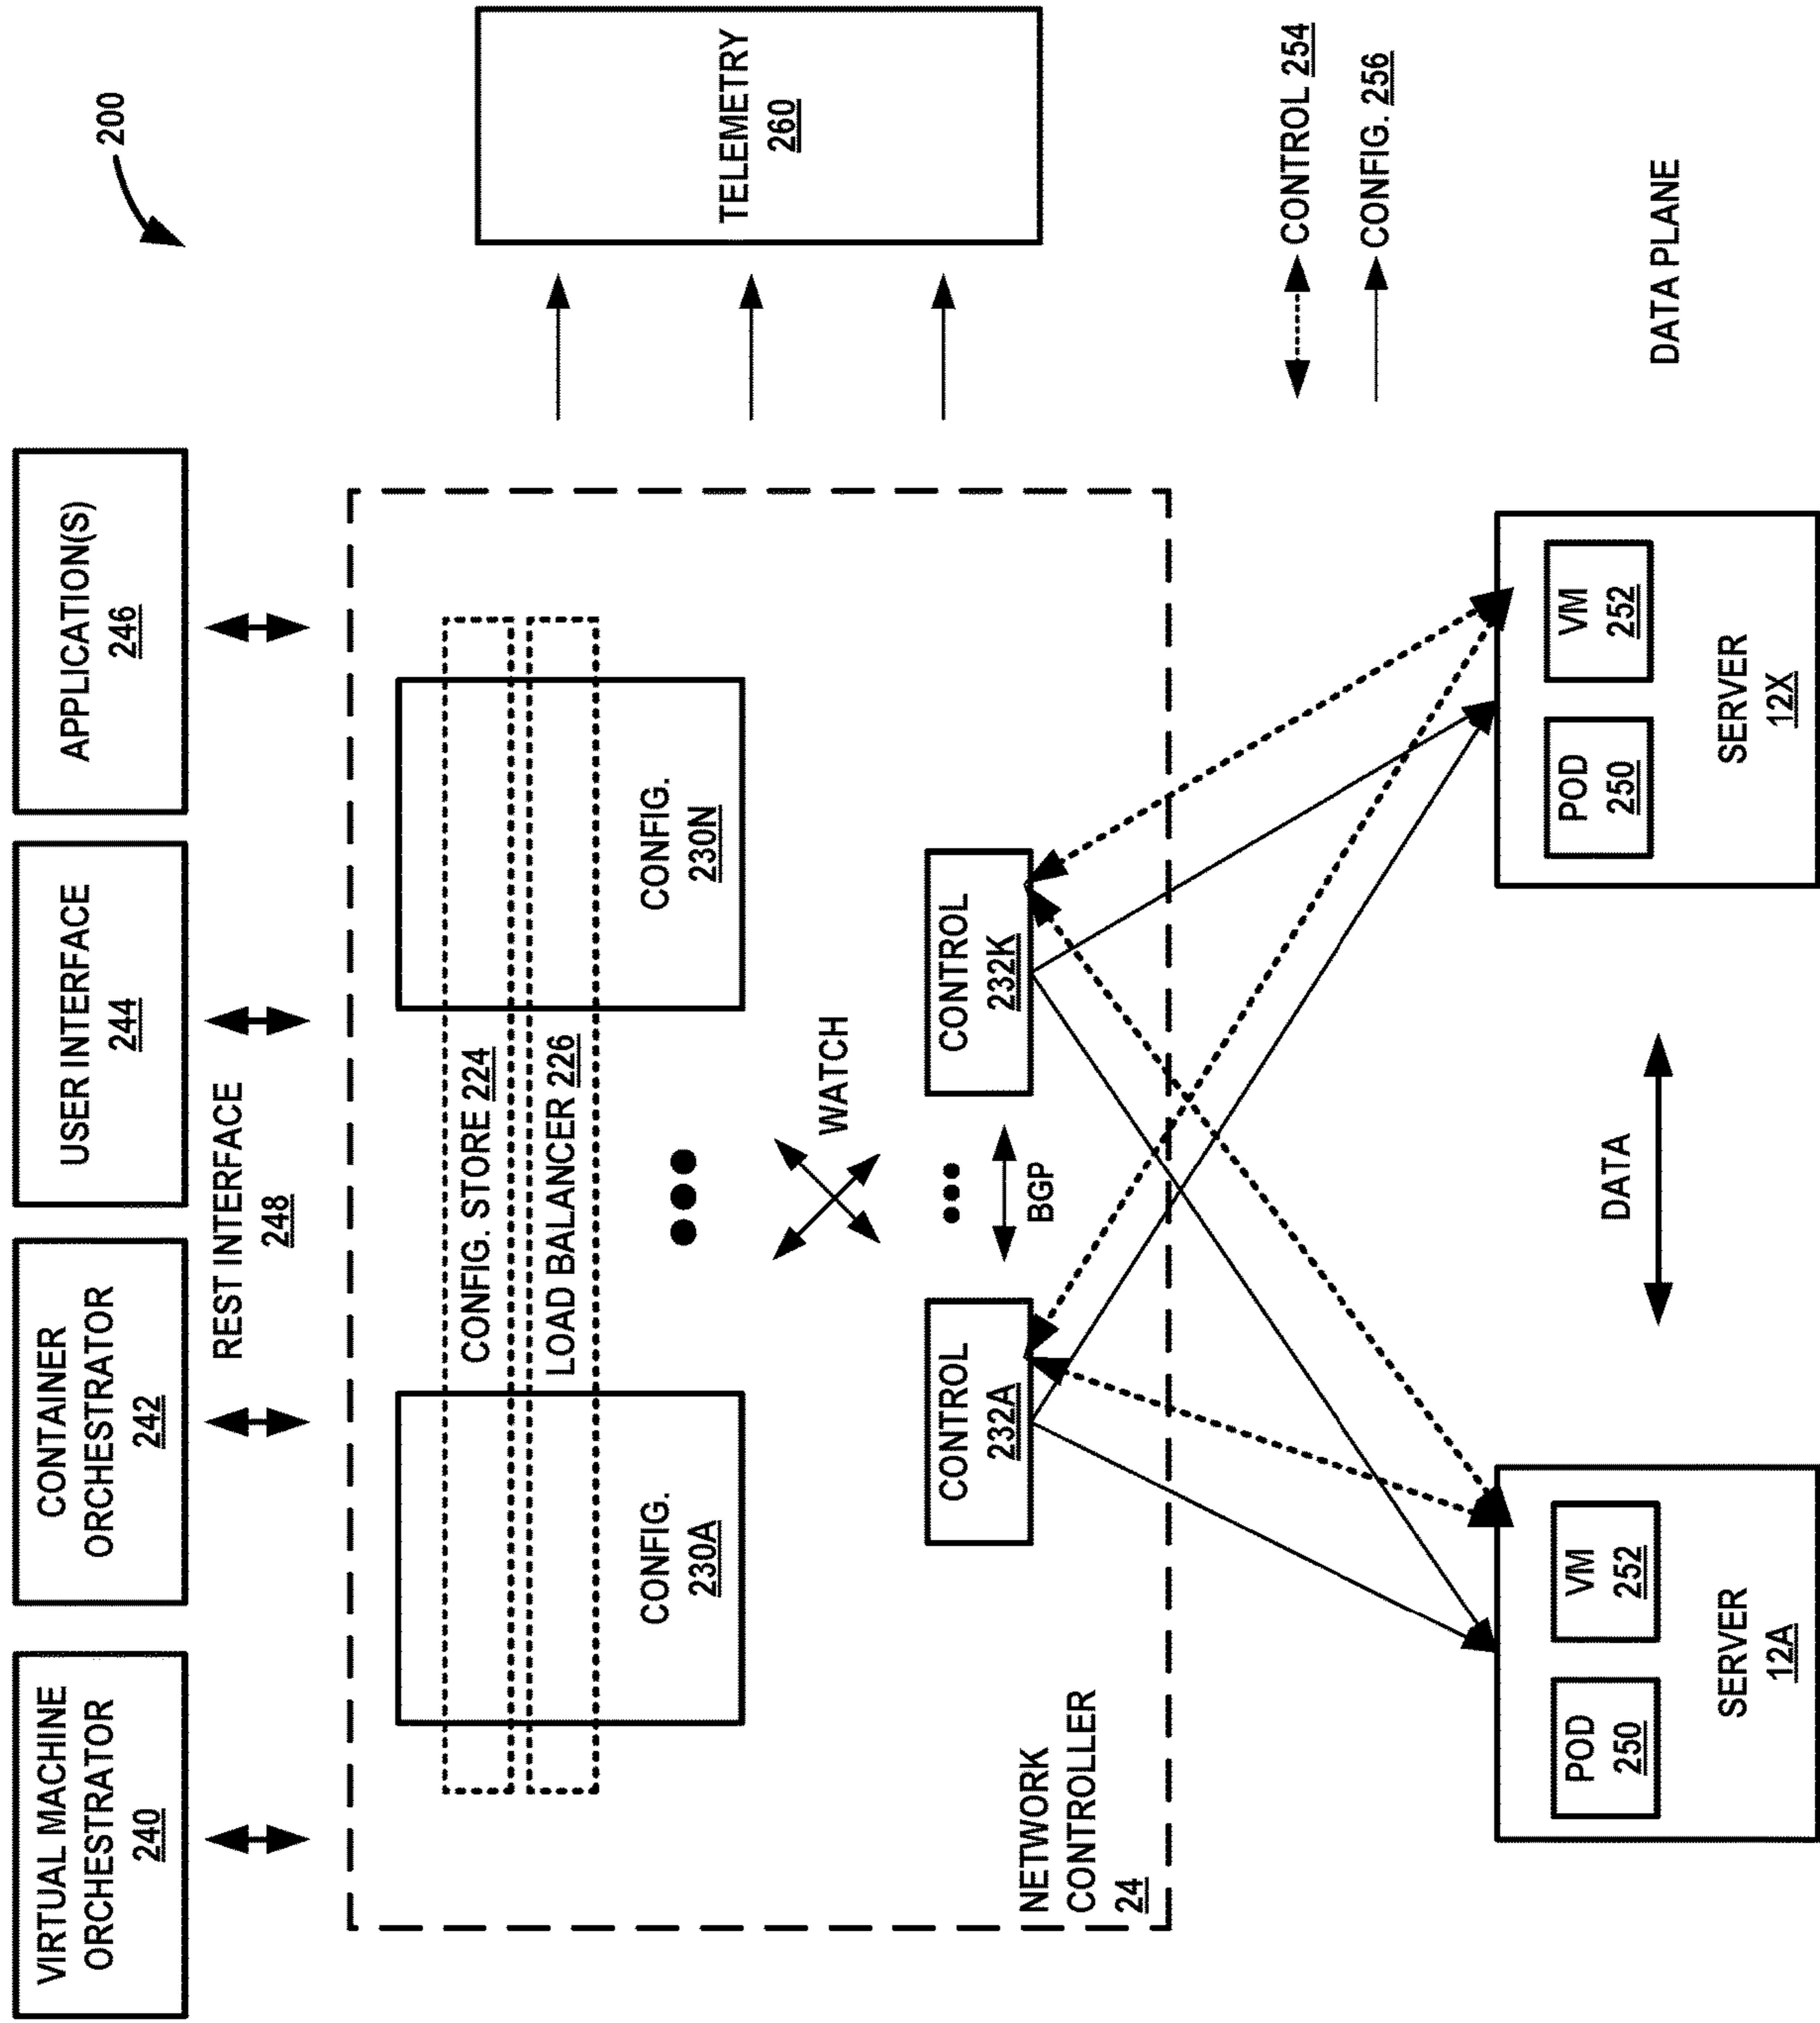 200
VIRTUAL MACHINE
ORCHESTRATOR
240
CONTAINER
ORCHESTRATOR
242
USER INTERFACE
244
APPLICATION(S)
246
REST INTERFACE
248
CONFIG. STORE 224
LOAD BALANCER 226
CONFIG.
230A
CONFIG.
230N
TELEMETRY
260
WATCH
CONTROL
232A
BGP
CONTROL
232K
NETWORK
CONTROLLER
24
CONTROL 254
CONFIG. 256
POD
250
VM
252
SERVER
12A
DATA
POD
250
VM
252
SERVER
12X
DATA PLANE